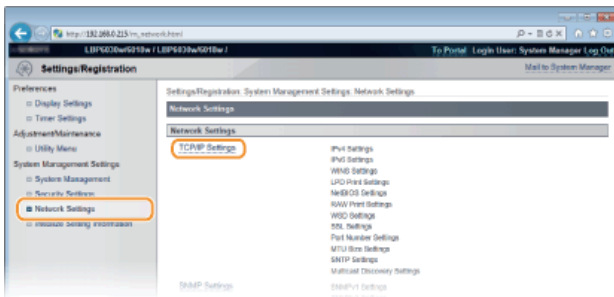 http://192.168.0.215/m_network.html
LBP6030w/6018w / LBP6030w/6018w /
To Portal Login User: System Manager Log Out
Settings/Registration
Mail to System Manager
Preferences
Display Settings
Timer Settings
Adjustment/Maintenance
Utility Menu
System Management Settings
System Management
Security Settings
Network Settings
Initialize Setting Information
Settings/Registration: System Management Settings: Network Settings
Network Settings
Network Settings
TCP/IP Settings
IPv4 Settings
IPv6 Settings
WINS Settings
LPD Print Settings
NetBIOS Settings
RAW Print Settings
WSD Settings
SSL Settings
Port Number Settings
MTU Size Settings
SNTP Settings
Multicast Discovery Settings
SNMP Settings
SNMPv1 Settings